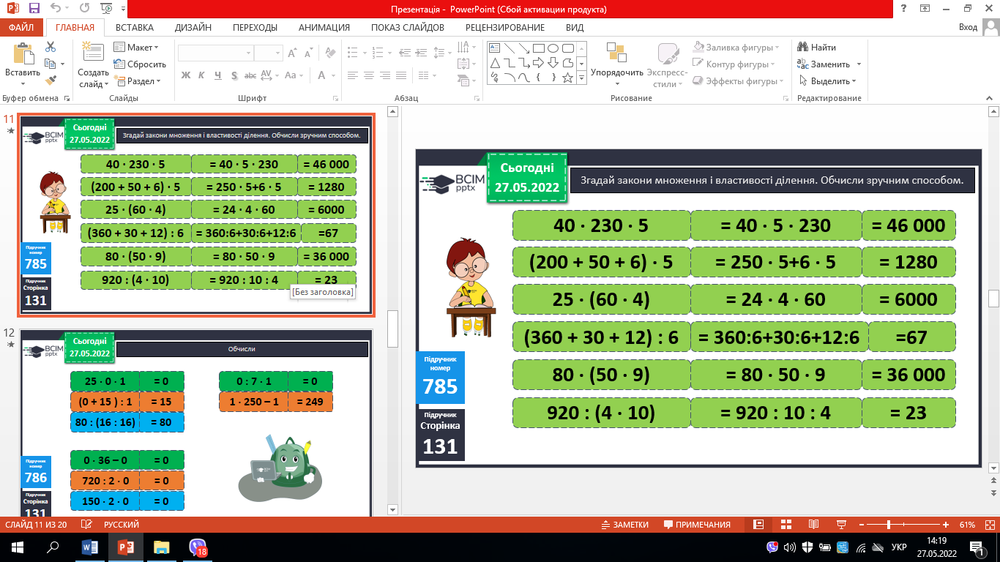 Презентація - PowerPoint (Сбой активации продукта)
ФАЙЛ ГЛАВНАЯ ВСТАВКА ДИЗАЙН ПЕРЕХОДЫ АНИМАЦИЯ ПОКАЗ СЛАЙДОВ РЕЦЕНЗИРОВАНИЕ ВИД Вход
Вставить
Создать слайд
Макет
Сбросить
Раздел
Упорядочить
Экспресс-стили
Заливка фигуры
Контур фигуры
Эффекты фигуры
Найти
Заменить
Выделить
Буфер обмена Слайды Шрифт Абзац Рисование Редактирование
11
Сьогодні
27.05.2022
BCIM
pptx
Згадай закони множення і властивості ділення. Обчисли зручним способом.
40 · 230 · 5 = 40 · 5 · 230 = 46 000
(200 + 50 + 6) · 5 = 250 · 5+6 · 5 = 1280
25 · (60 · 4) = 24 · 4 · 60 = 6000
(360 + 30 + 12) : 6 = 360:6+30:6+12:6 =67
80 · (50 · 9) = 80 · 50 · 9 = 36 000
920 : (4 · 10) = 920 : 10 : 4 = 23
[Без заголовка]
Підручник
номер
785
Підручник
Сторінка
131
12
Сьогодні
27.05.2022
BCIM
pptx
Обчисли
25 · 0 · 1 = 0
(0 + 15 ) : 1 = 15
80 : (16 : 16) = 80
0 : 7 · 1 = 0
1 · 250 – 1 = 249
0 · 36 – 0 = 0
720 : 2 · 0 = 0
150 · 2 · 0 = 0
Підручник
номер
786
Підручник
Сторінка
131
Сьогодні
27.05.2022
BCIM
pptx
Згадай закони множення і властивості ділення. Обчисли зручним способом.
40 · 230 · 5 = 40 · 5 · 230 = 46 000
(200 + 50 + 6) · 5 = 250 · 5+6 · 5 = 1280
25 · (60 · 4) = 24 · 4 · 60 = 6000
(360 + 30 + 12) : 6 = 360:6+30:6+12:6 =67
80 · (50 · 9) = 80 · 50 · 9 = 36 000
920 : (4 · 10) = 920 : 10 : 4 = 23
Підручник
номер
785
Підручник
Сторінка
131
СЛАЙД 11 ИЗ 20 РУССКИЙ ЗАМЕТКИ ПРИМЕЧАНИЯ 61%
18
УКР
14:19
27.05.2022
1